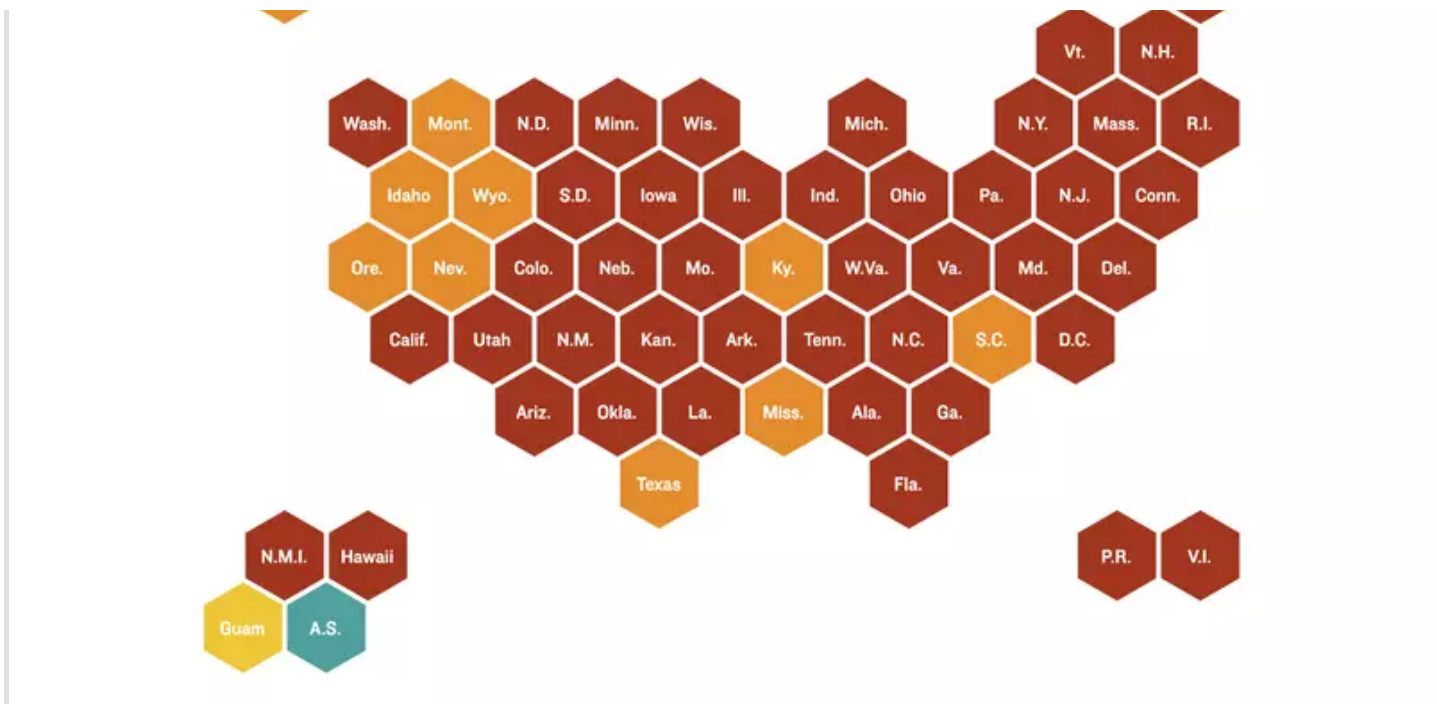 Vt. N.H.
Wash. Mont. N.D. Minn. Wis. Mich. N.Y. Mass. R.I.
Idaho Wyo. S.D. Iowa Ill. Ind. Ohio Pa. N.J. Conn.
Ore. Nev. Colo. Neb. Mo. Ky. W.Va. Va. Md. Del.
Calif. Utah N.M. Kan. Ark. Tenn. N.C. S.C. D.C.
Ariz. Okla. La. Miss. Ala. Ga.
Texas Fla.
N.M.I. Hawaii P.R. V.I.
Guam A.S.